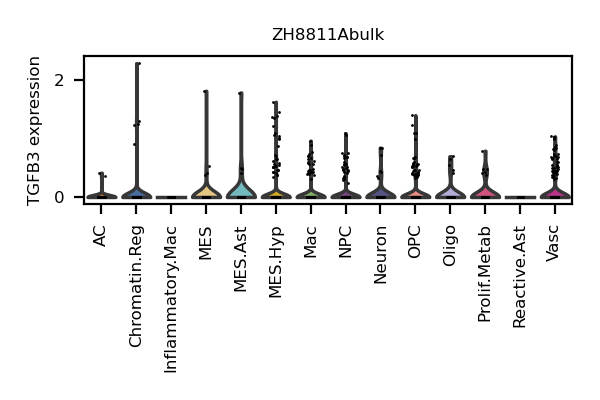 ZH8811Abulk
TGFB3 expression
2
0
AC
Chromatin.Reg
Inflammatory.Mac
MES
MES.Ast
MES.Hyp
Mac
NPC
Neuron
OPC
Oligo
Prolif.Metab
Reactive.Ast
Vasc